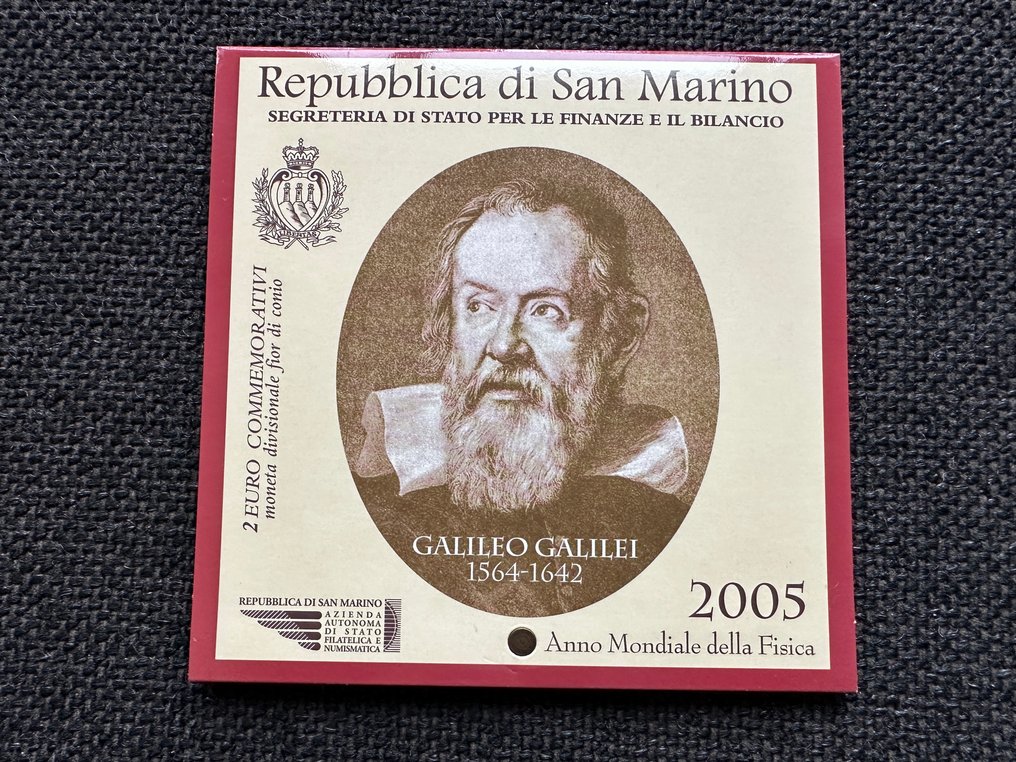 Repubblica di San Marino
SEGRETERIA DI STATO PER LE FINANZE E IL BILANCIO
LIBERTAS
2 EURO COMMEMORATIVI
moneta divisionale fior di conio
GALILEO GALILEI
1564-1642
REPUBBLICA DI SAN MARINO
AZIENDA
AUTONOMA
DI STATO
FILATELICA E
NUMISMATICA
2005
Anno Mondiale della Fisica